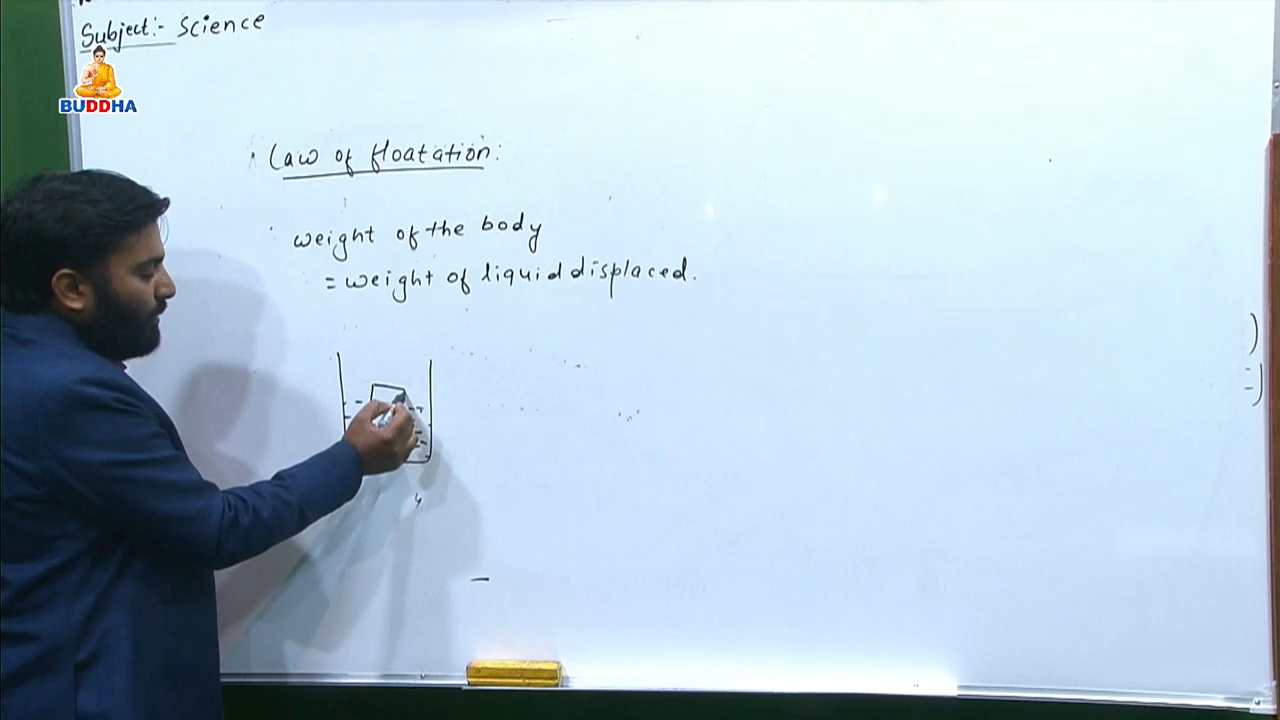 Subject:- Science
BUDDHA
Law of floatation:
weight of the body
= weight of liquid displaced.